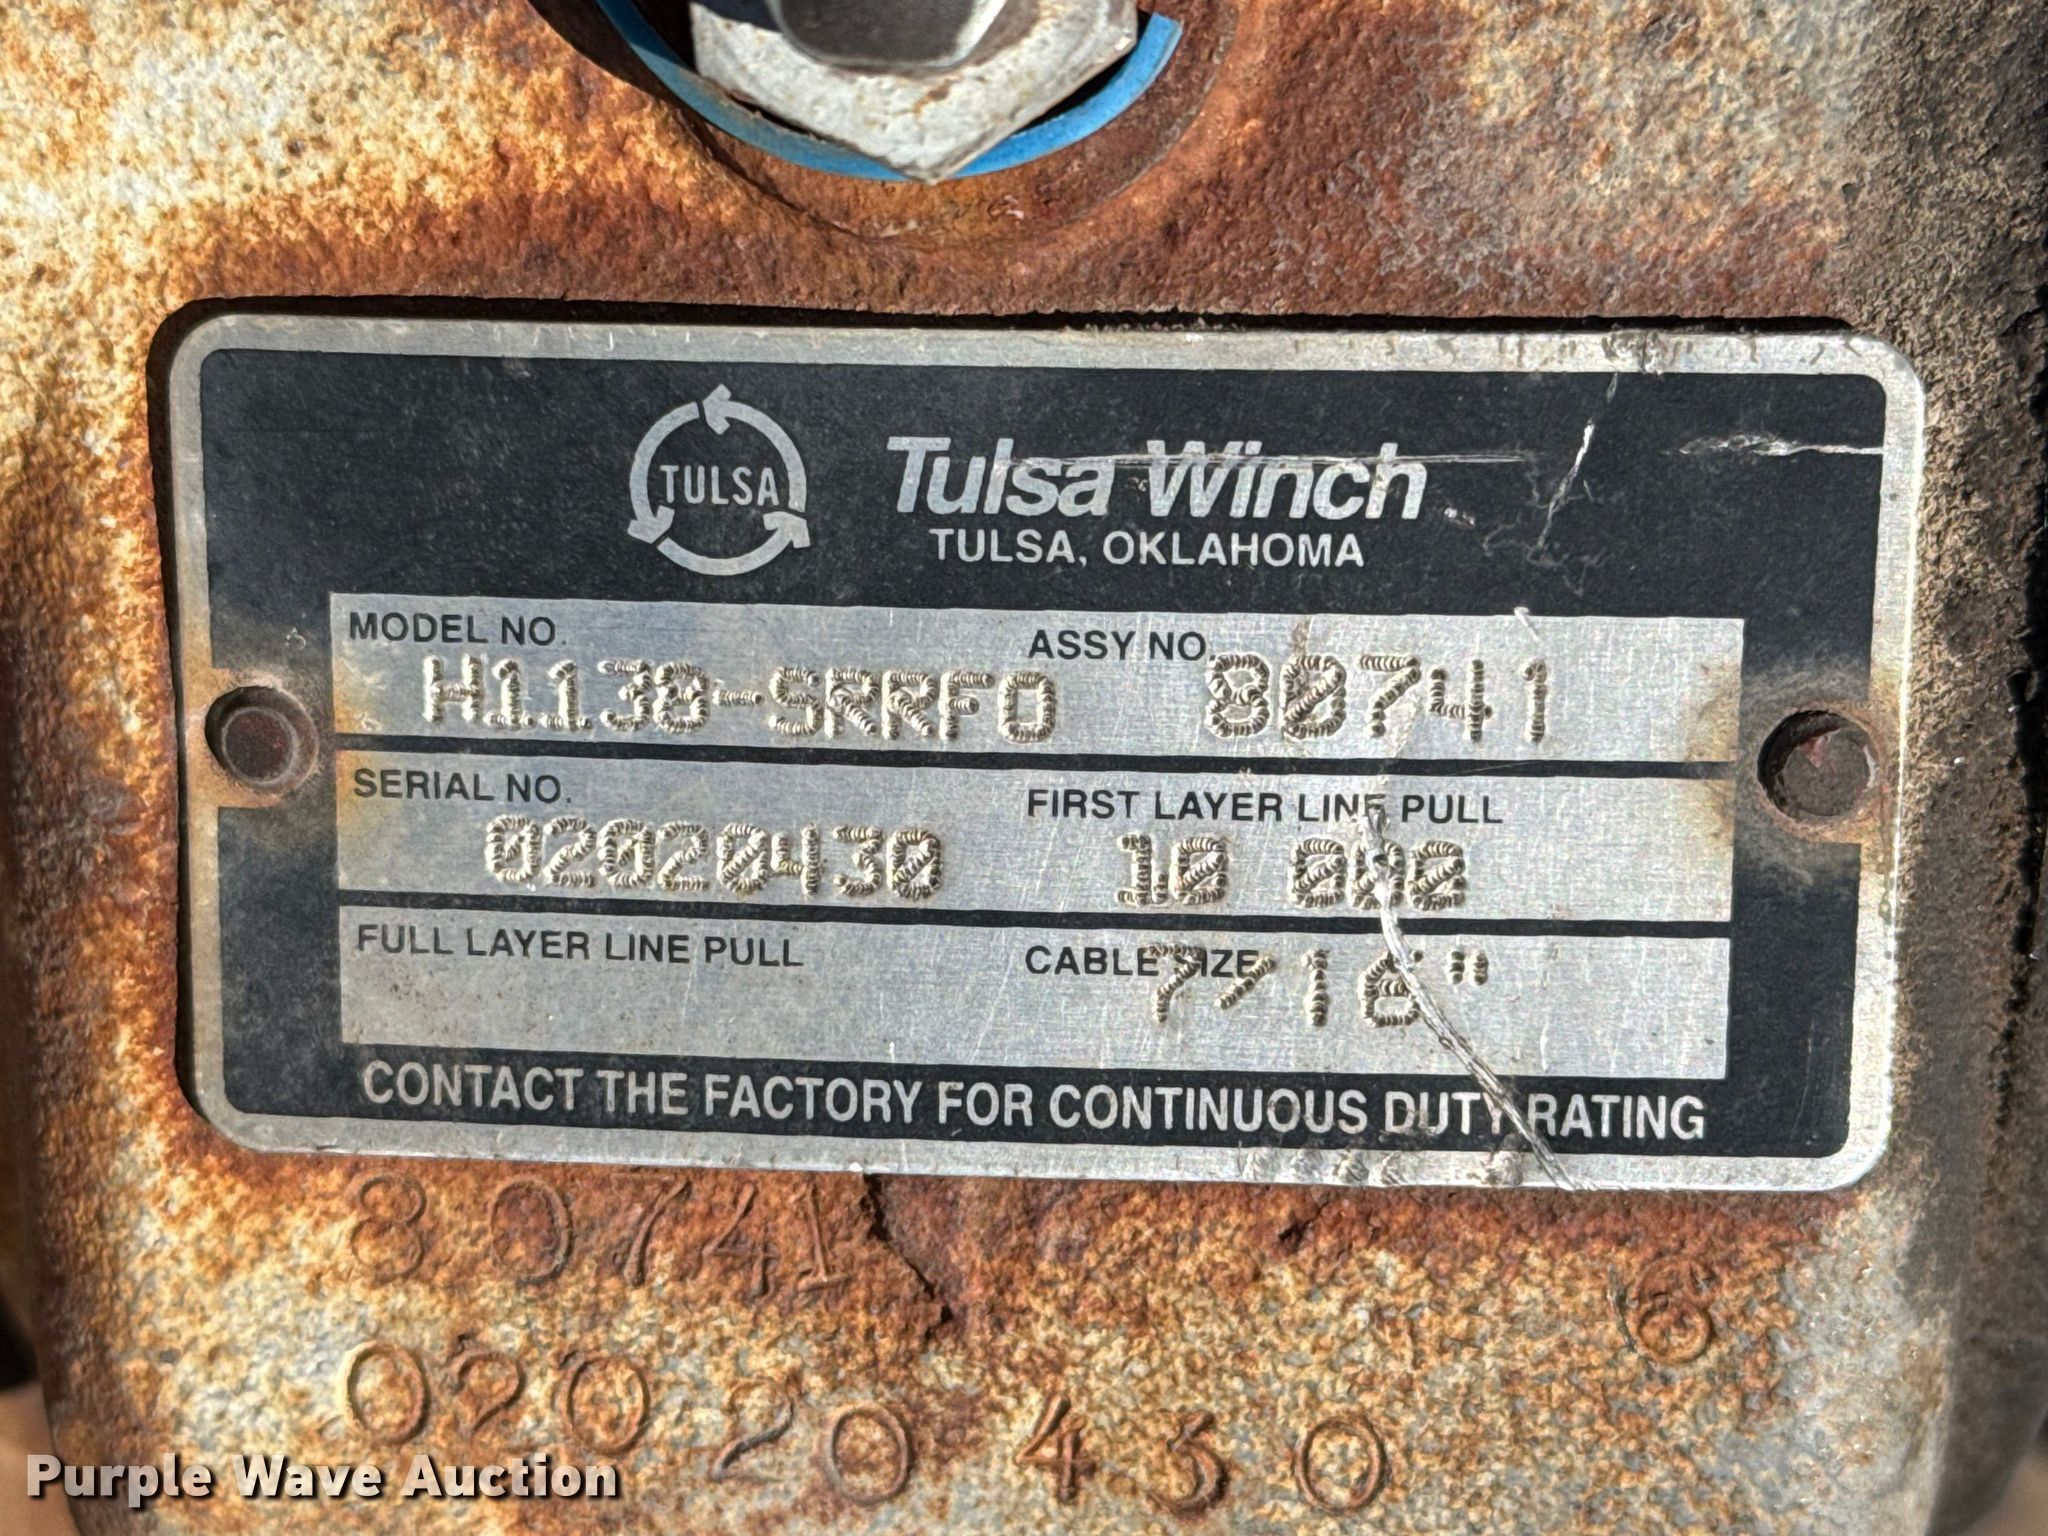 TULSA
Tulsa Winch
TULSA, OKLAHOMA
MODEL NO. ASSY NO.
H1138-SRRFO 80741
SERIAL NO. FIRST LAYER LINE PULL
02020430 10 000
FULL LAYER LINE PULL CABLE SIZE
7/16"
CONTACT THE FACTORY FOR CONTINUOUS DUTY RATING
80741
6
02020430
Purple Wave Auction